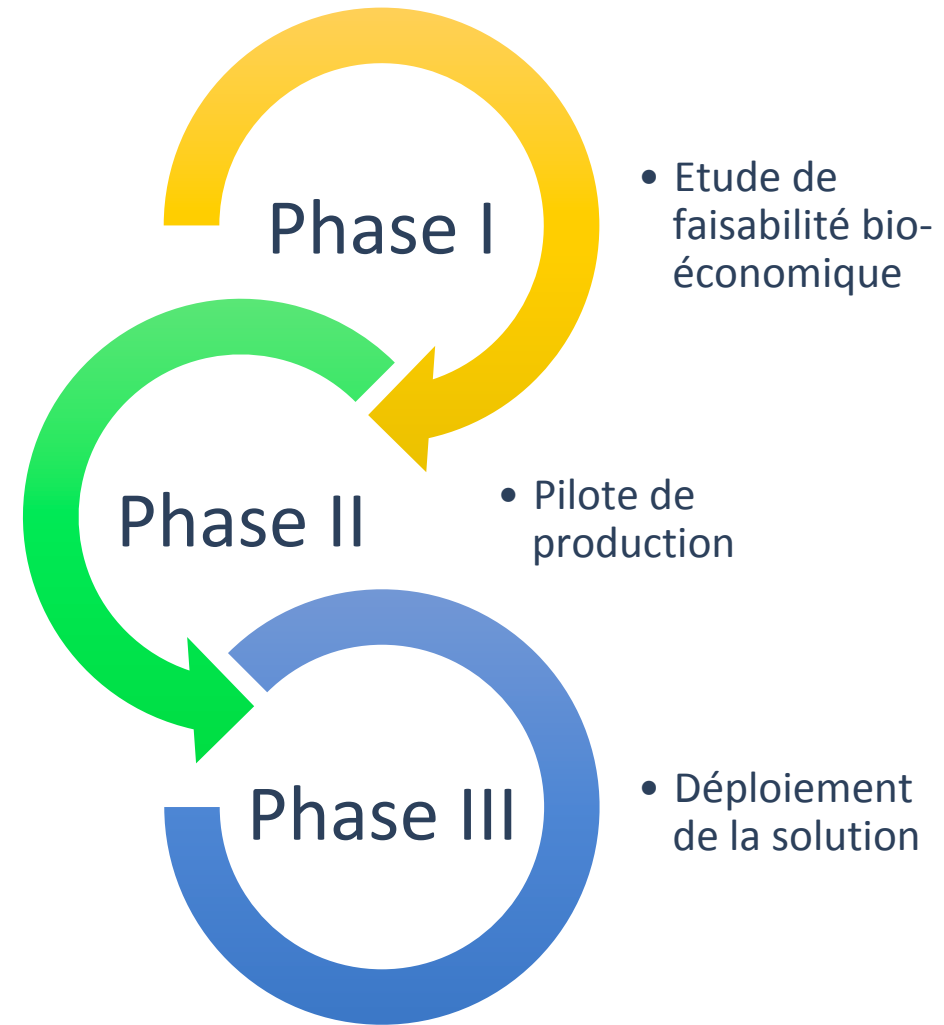 Phase I
• Etude de
faisabilité bio-
économique
Phase II
• Pilote de
production
Phase III
• Déploiement
de la solution